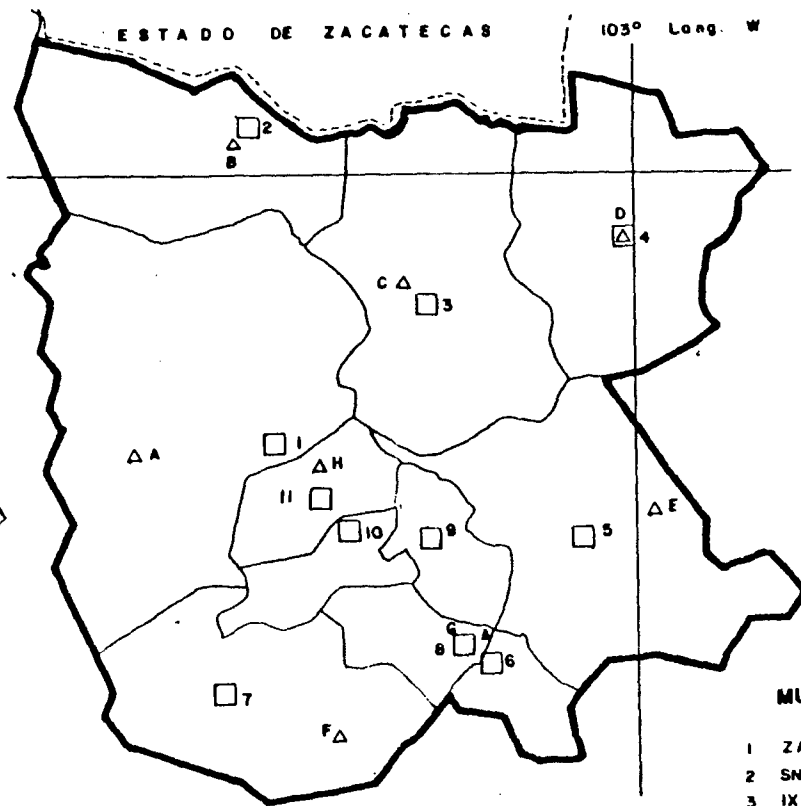 ESTADO DE ZACATECAS 103° Long. W
2
B
D
4
C
3
1
A
H
11
E
10
9
5
G
8
6
7
F
MU
1 ZA
2 SN
3 IX